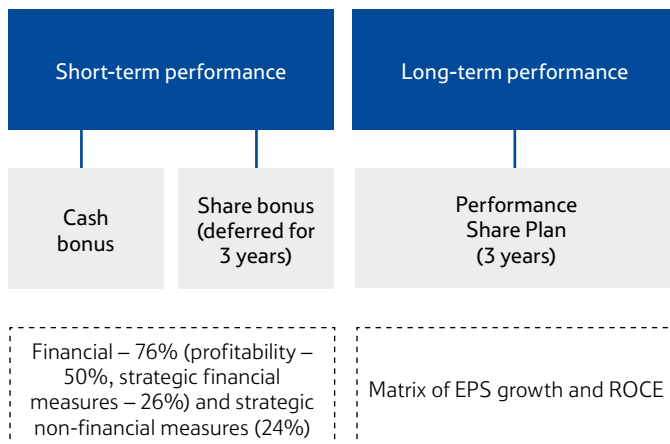 Short-term performance
Long-term performance
Cash
bonus
Share bonus
(deferred for
3 years)
Performance
Share Plan
(3 years)
Financial – 76% (profitability –
50%, strategic financial
measures – 26%) and strategic
non-financial measures (24%)
Matrix of EPS growth and ROCE